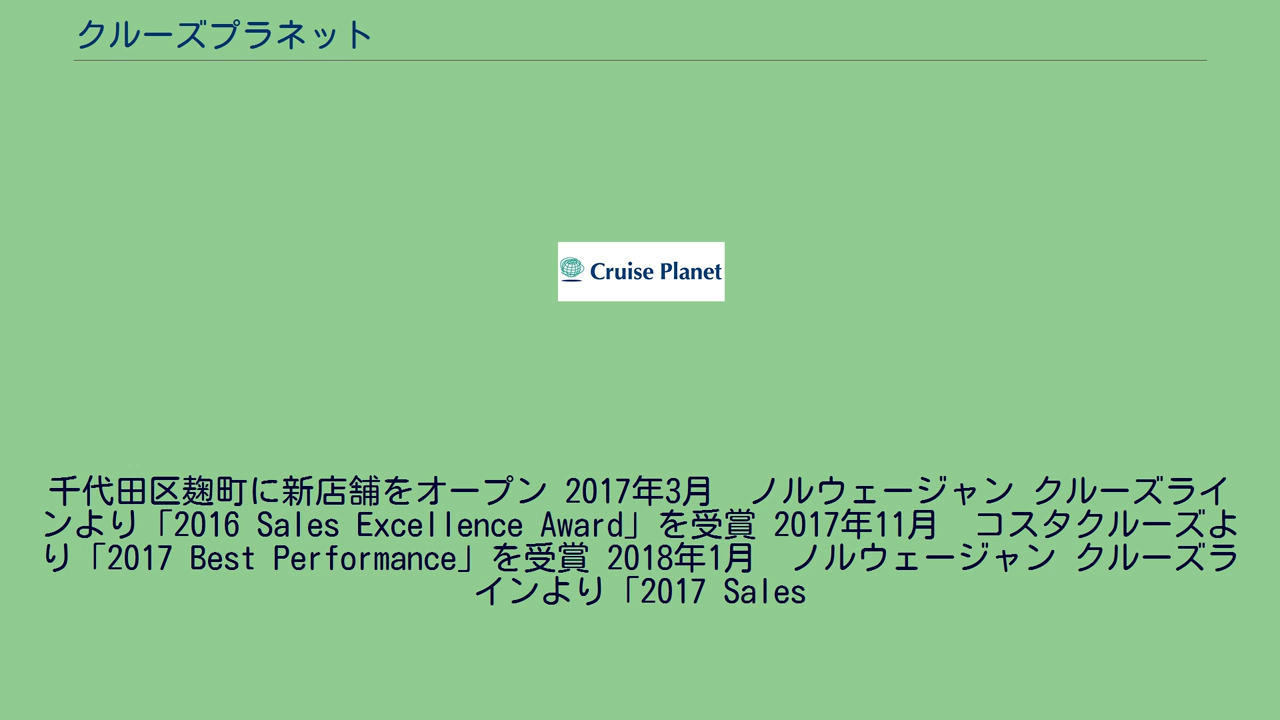 クルーズプラネット
Cruise Planet
千代田区麹町に新店舗をオープン 2017年3月　ノルウェージャン クルーズライ
ンより「2016 Sales Excellence Award」を受賞 2017年11月　コスタクルーズよ
り「2017 Best Performance」を受賞 2018年1月　ノルウェージャン クルーズラ
インより「2017 Sales